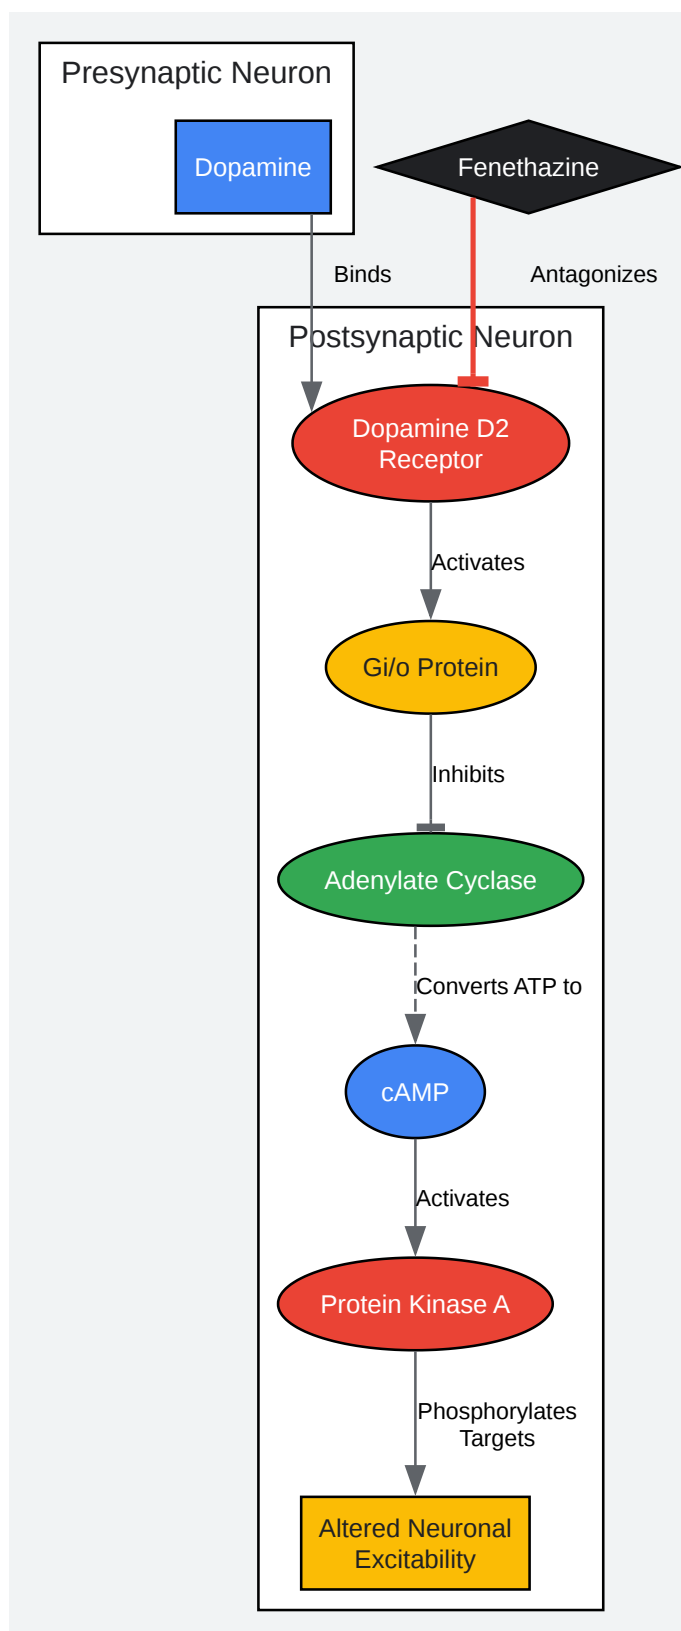 Presynaptic Neuron
Dopamine
Fenethazine
Binds
Antagonizes
Postsynaptic Neuron
Dopamine D2
Receptor
Activates
Gi/o Protein
Inhibits
Adenylate Cyclase
Converts ATP to
cAMP
Activates
Protein Kinase A
Phosphorylates
Targets
Altered Neuronal
Excitability